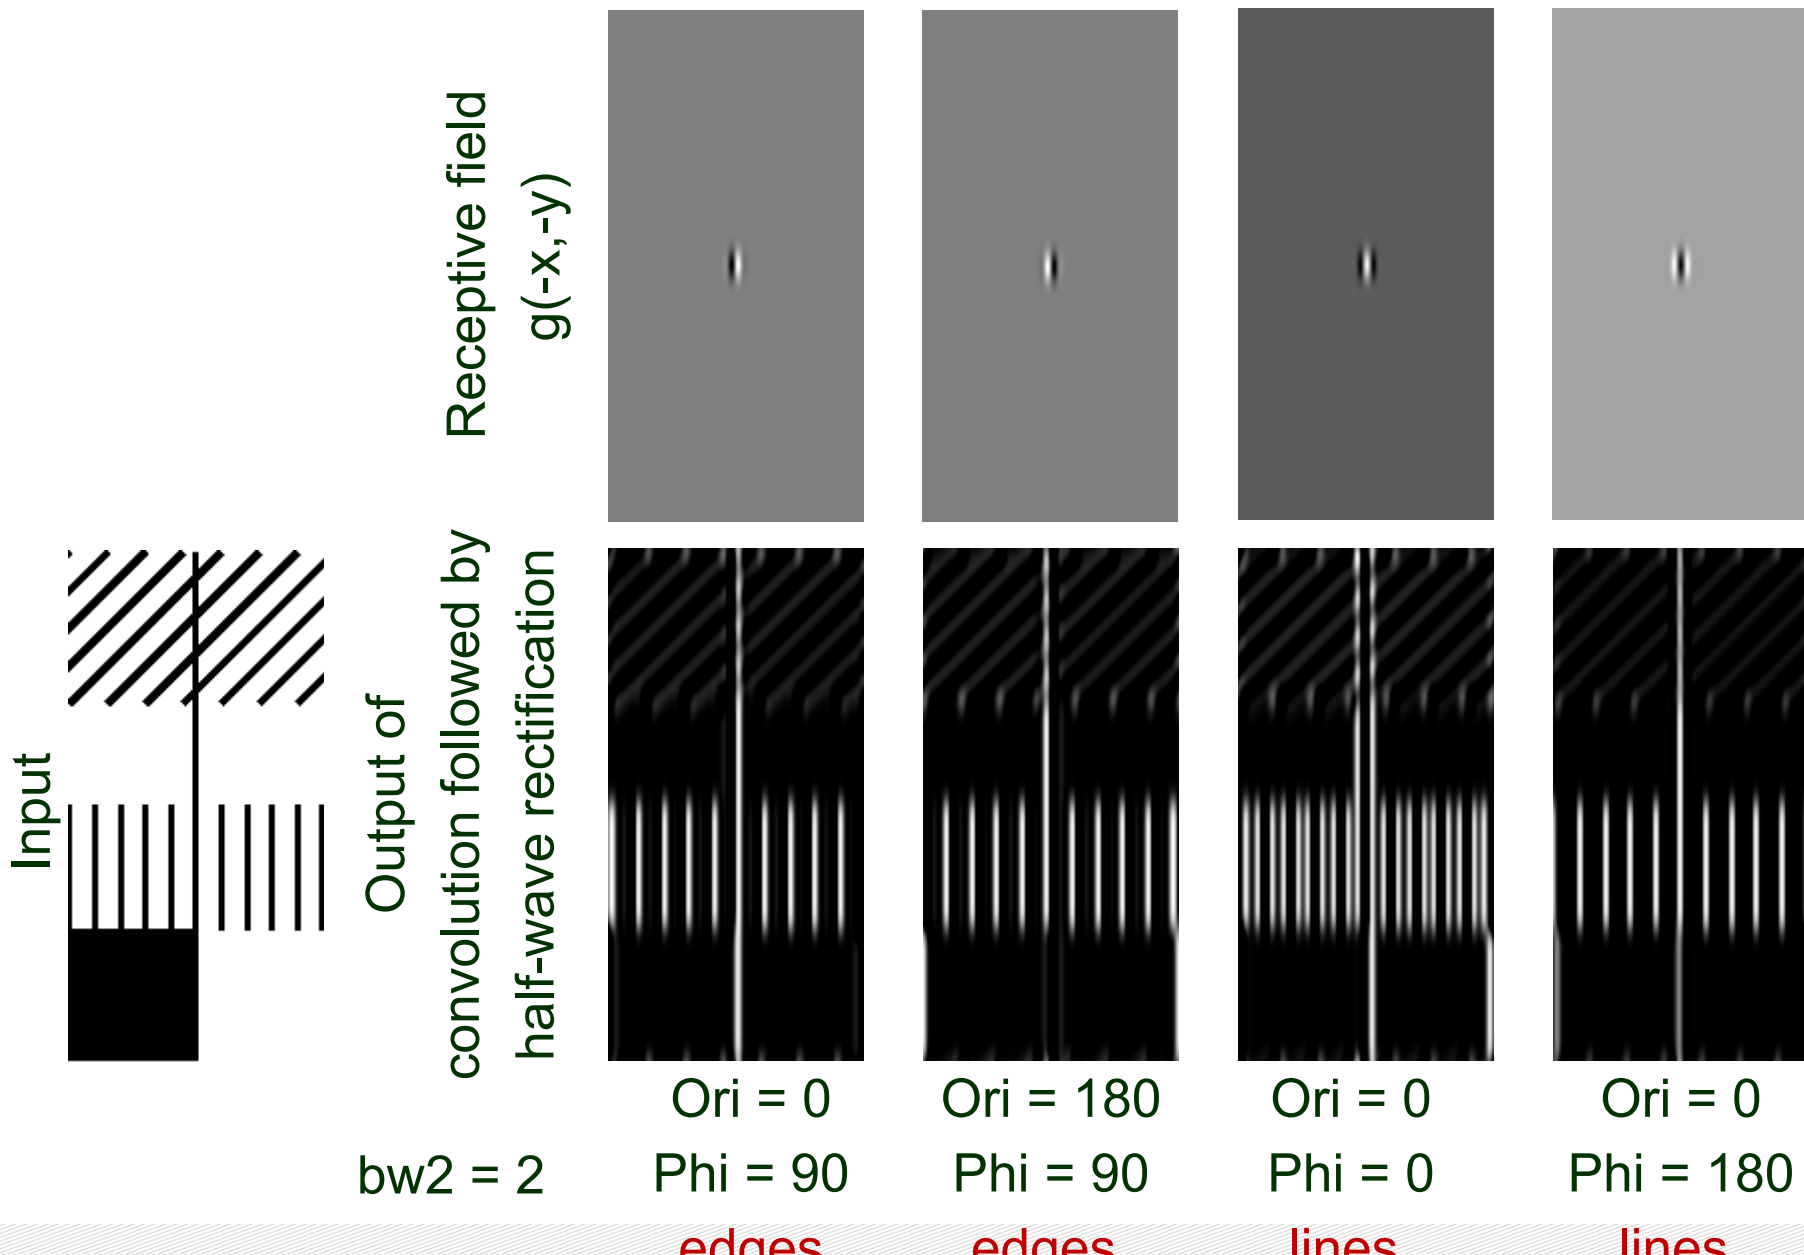 Receptive field
g(-x,-y)
Input
Output of
convolution followed by
half-wave rectification
Ori = 0
Ori = 180
Ori = 0
Ori = 0
bw2 = 2
Phi = 90
Phi = 90
Phi = 0
Phi = 180
edges
edges
lines
lines